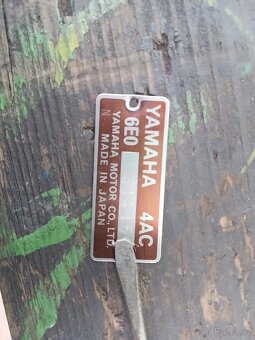 YAMAHA 4AC
6E0
YAMAHA MOTOR CO., LTD.
MADE IN JAPAN
N